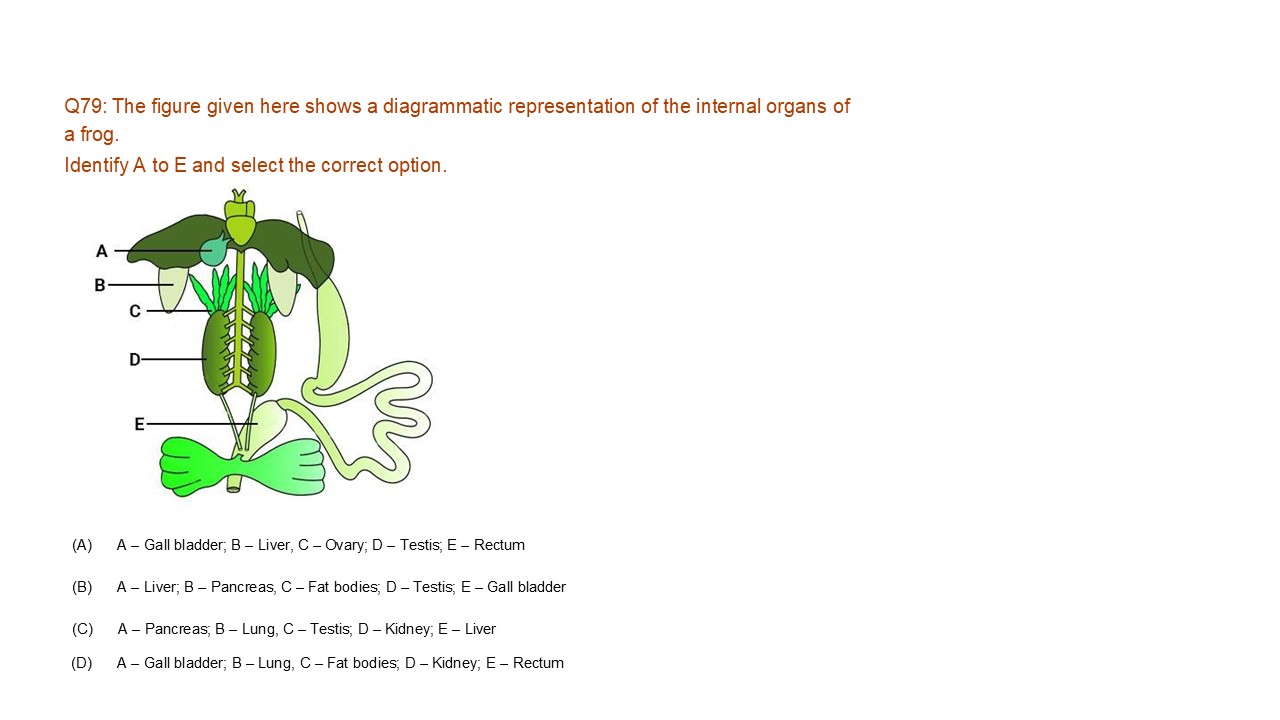 Q79: The figure given here shows a diagrammatic representation of the internal organs of
a frog.
Identify A to E and select the correct option.
A
B
C
D
E
(A) A – Gall bladder; B – Liver, C – Ovary; D – Testis; E – Rectum
(B) A – Liver; B – Pancreas, C – Fat bodies; D – Testis; E – Gall bladder
(C) A – Pancreas; B – Lung, C – Testis; D – Kidney; E – Liver
(D) A – Gall bladder; B – Lung, C – Fat bodies; D – Kidney; E – Rectum